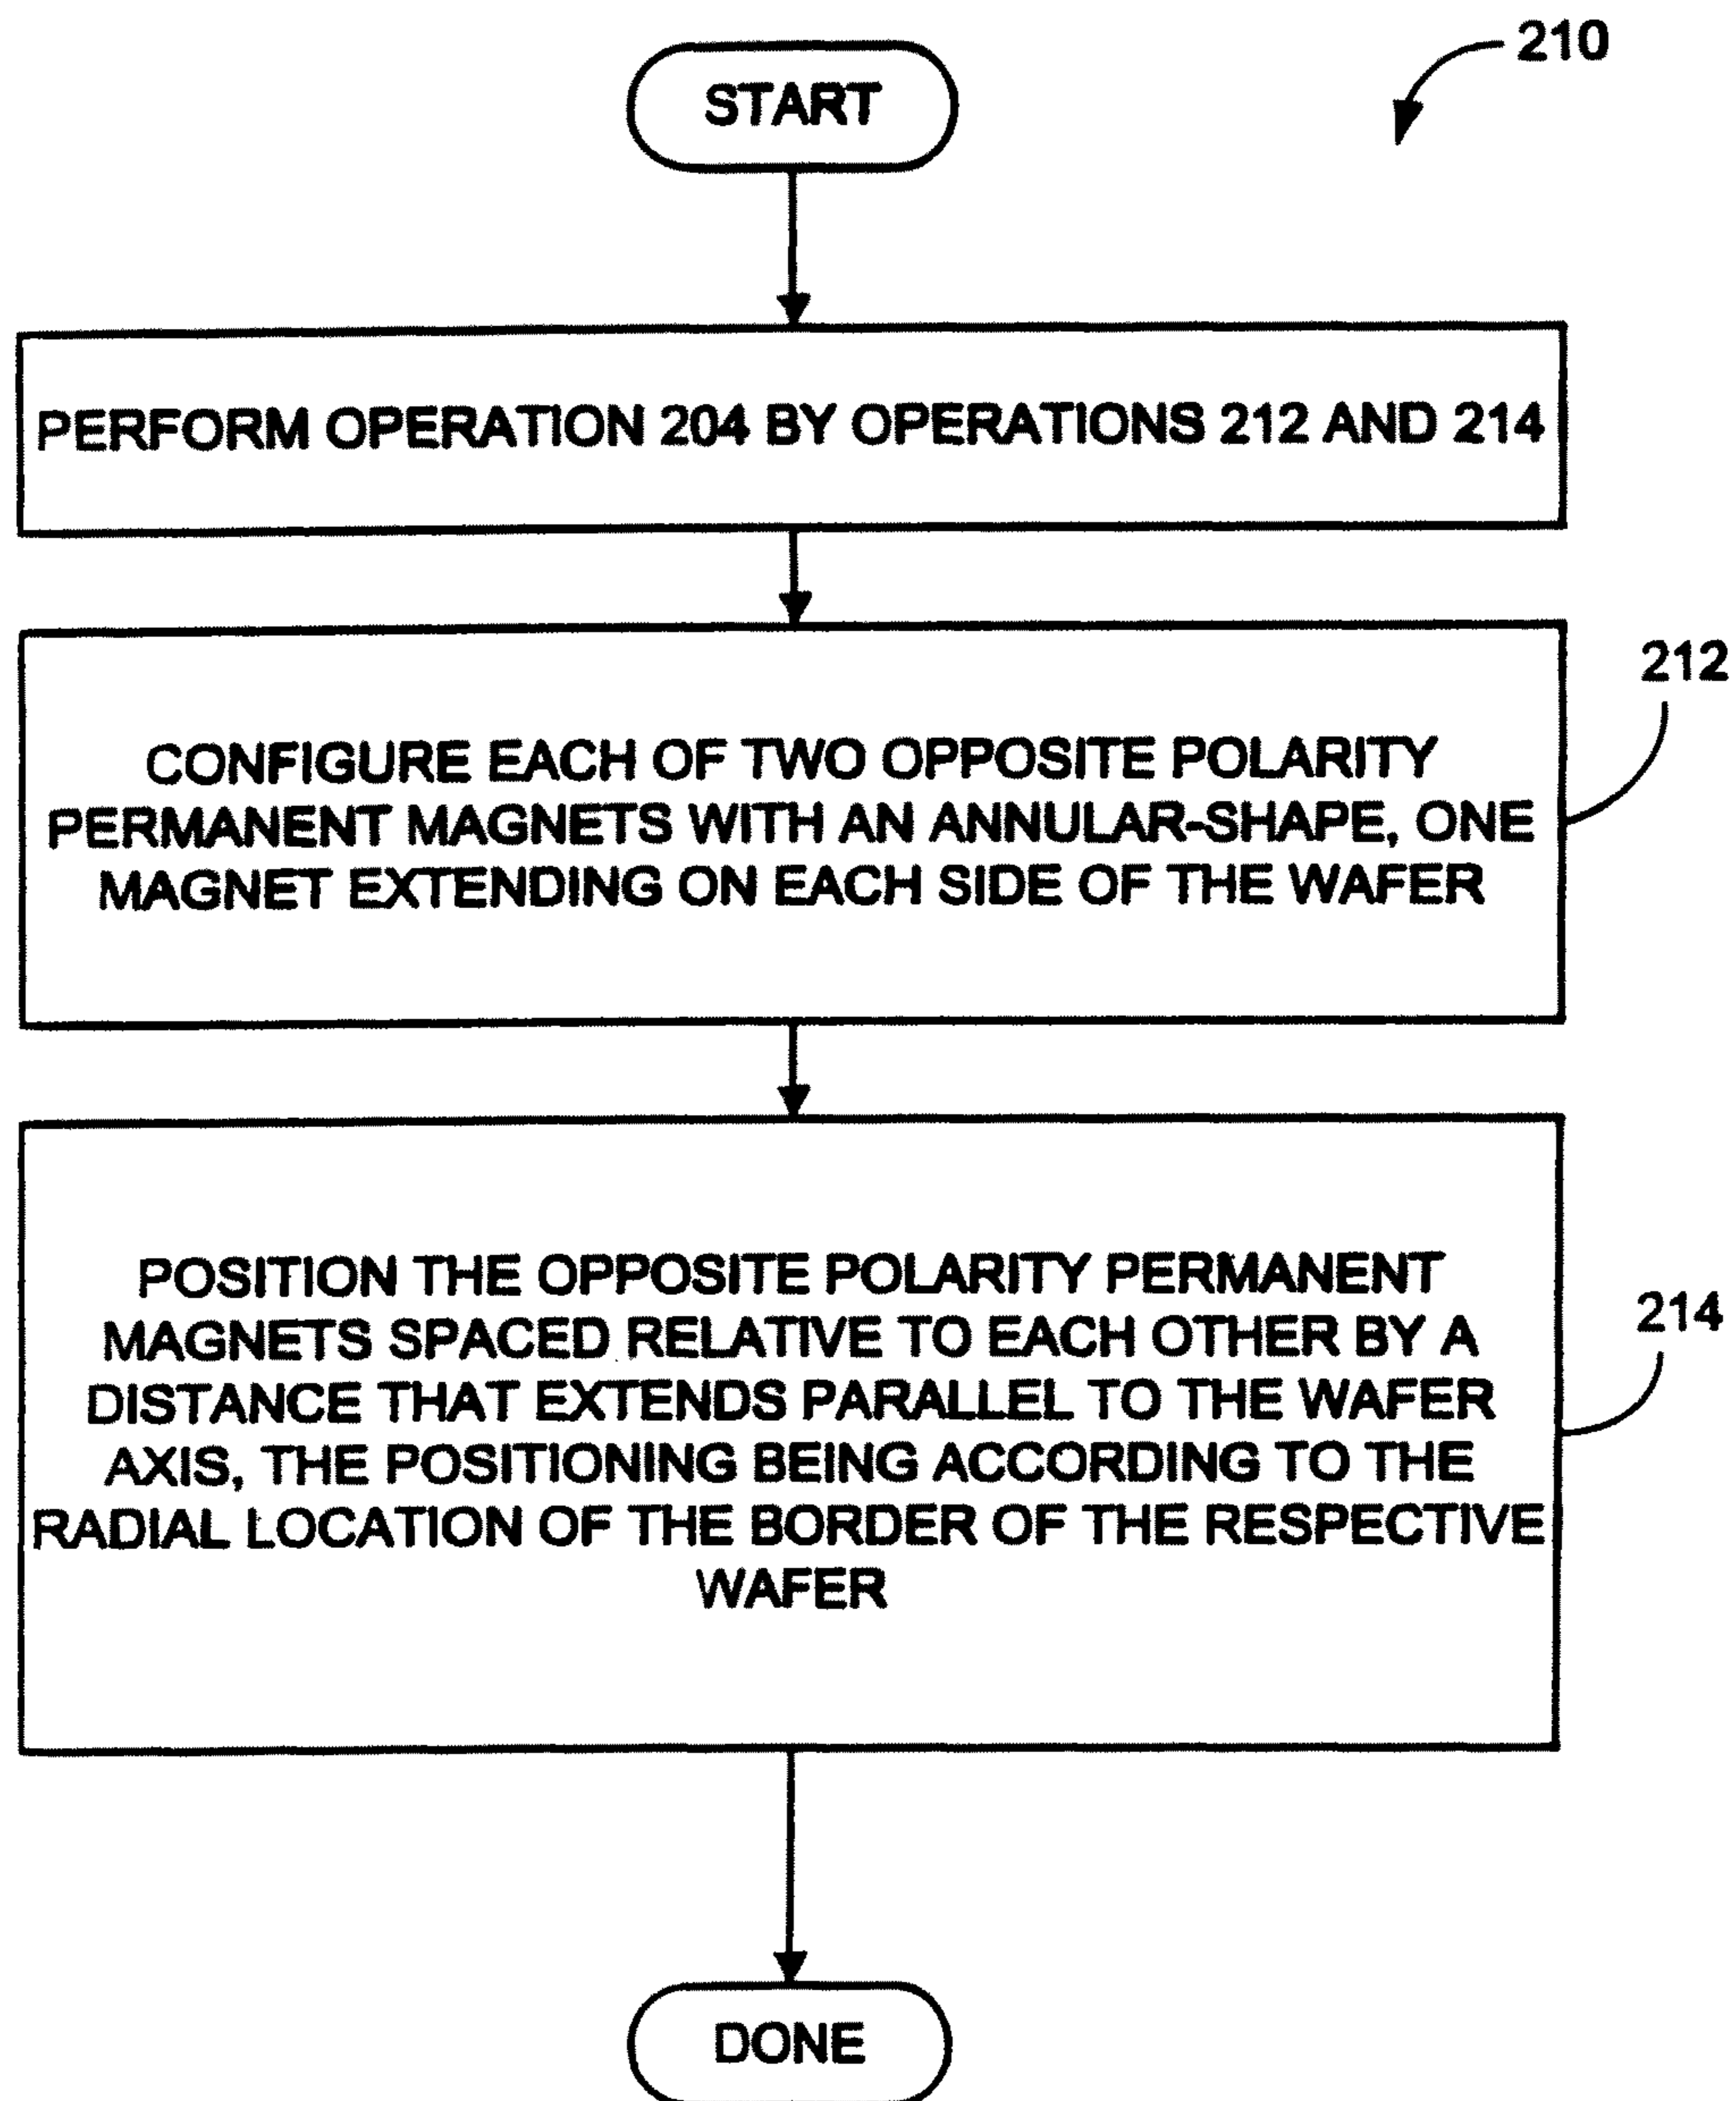 210
START
PERFORM OPERATION 204 BY OPERATIONS 212 AND 214
212
CONFIGURE EACH OF TWO OPPOSITE POLARITY
PERMANENT MAGNETS WITH AN ANNULAR-SHAPE, ONE
MAGNET EXTENDING ON EACH SIDE OF THE WAFER
214
POSITION THE OPPOSITE POLARITY PERMANENT
MAGNETS SPACED RELATIVE TO EACH OTHER BY A
DISTANCE THAT EXTENDS PARALLEL TO THE WAFER
AXIS, THE POSITIONING BEING ACCORDING TO THE
RADIAL LOCATION OF THE BORDER OF THE RESPECTIVE
WAFER
DONE